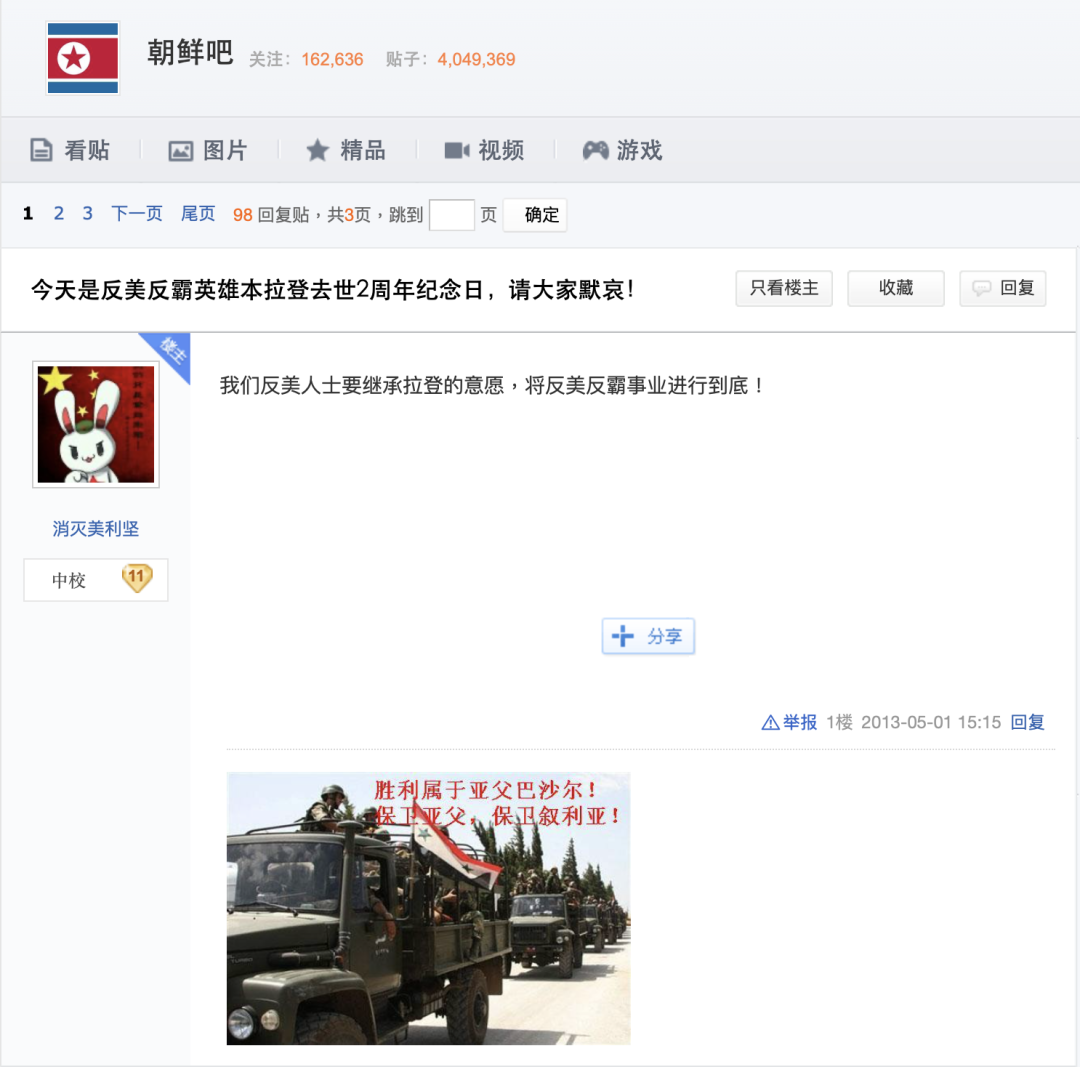 朝鲜吧 关注：162,636 贴子：4,049,369
看贴 图片 精品 视频 游戏
1 2 3 下一页 尾页 98 回复贴，共3页，跳到 页 确定
今天是反美反霸英雄本拉登去世2周年纪念日，请大家默哀！ 只看楼主 收藏 回复
楼主
我们反美人士要继承拉登的意愿，将反美反霸事业进行到底！
消灭美利坚
中校 11
分享
举报 1楼 2013-05-01 15:15 回复
胜利属于亚父巴沙尔！
保卫亚父，保卫叙利亚！